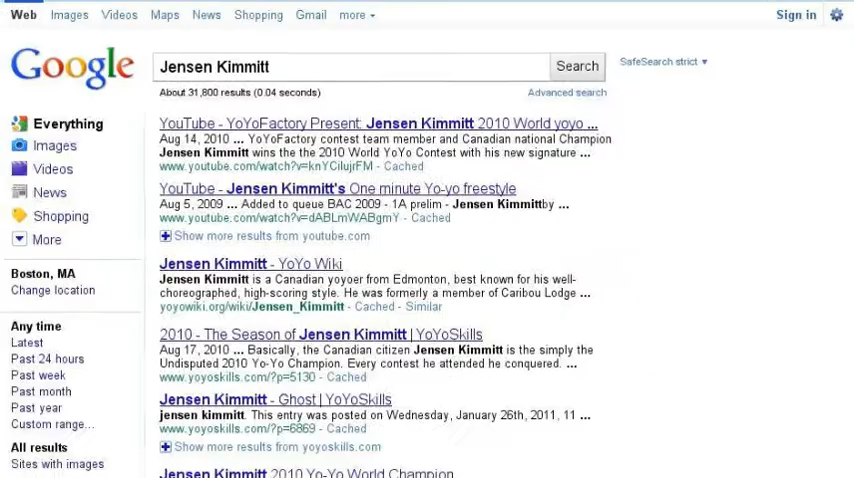 Web Images Videos Maps News Shopping Gmail more
Sign in
Google
Jensen Kimmitt
Search
SafeSearch strict ▼
About 31,800 results (0.04 seconds)
Advanced search
Everything
Images
Videos
News
Shopping
More
Boston, MA
Change location
Any time
Latest
Past 24 hours
Past week
Past month
Past year
Custom range...
All results
Sites with images
YouTube - YoYoFactory Present: Jensen Kimmitt 2010 World yoyo ...
Aug 14, 2010 ... YoYoFactory contest team member and Canadian national Champion
Jensen Kimmitt wins the the 2010 World YoYo Contest with his new signature ...
www.youtube.com/watch?v=knYCilujrFM - Cached
YouTube - Jensen Kimmitt's One minute Yo-yo freestyle
Aug 5, 2009 ... Added to queue BAC 2009 - 1A prelim - Jensen Kimmittby ...
www.youtube.com/watch?v=dABLmWABgmY - Cached
Show more results from youtube.com
Jensen Kimmitt - YoYo Wiki
Jensen Kimmitt is a Canadian yoyoer from Edmonton, best known for his well-
choreographed, high-scoring style. He was formerly a member of Caribou Lodge ...
yoyowiki.org/wiki/Jensen_Kimmitt - Cached - Similar
2010 - The Season of Jensen Kimmitt | YoYoSkills
Aug 17, 2010 ... Basically, the Canadian citizen Jensen Kimmitt is the simply the
Undisputed 2010 Yo-Yo Champion. Every contest he attended he conquered. ...
www.yoyoskills.com/?p=5130 - Cached
Jensen Kimmitt - Ghost | YoYoSkills
jensen kimmitt. This entry was posted on Wednesday, January 26th, 2011, 11 ...
www.yoyoskills.com/?p=6869 - Cached
Show more results from yoyoskills.com
Jensen Kimmitt 2010 Yo-Yo World Champion